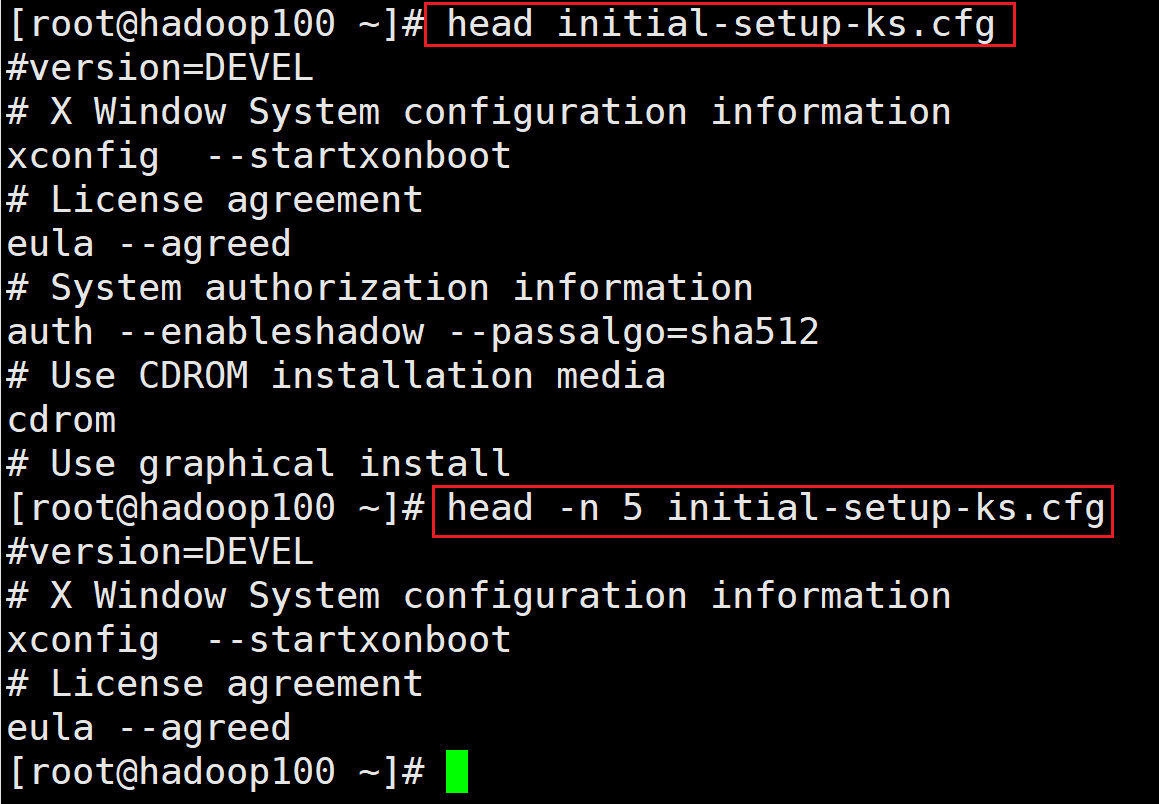 [root@hadoop100 ~]# head initial-setup-ks.cfg
#version=DEVEL
# X Window System configuration information
xconfig  --startxonboot
# License agreement
eula --agreed
# System authorization information
auth --enableshadow --passalgo=sha512
# Use CDROM installation media
cdrom
# Use graphical install
[root@hadoop100 ~]# head -n 5 initial-setup-ks.cfg
#version=DEVEL
# X Window System configuration information
xconfig  --startxonboot
# License agreement
eula --agreed
[root@hadoop100 ~]#